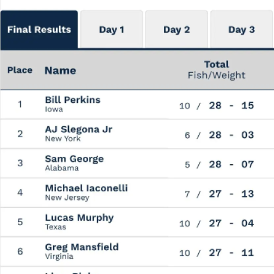 Final Results Day 1 Day 2 Day 3
Place Name Total
Fish/Weight
1 Bill Perkins 10 / 28 - 15
Iowa
2 AJ Slegona Jr 6 / 28 - 03
New York
3 Sam George 5 / 28 - 07
Alabama
4 Michael Iaconelli 7 / 27 - 13
New Jersey
5 Lucas Murphy 10 / 27 - 04
Texas
6 Greg Mansfield 10 / 27 - 11
Virginia